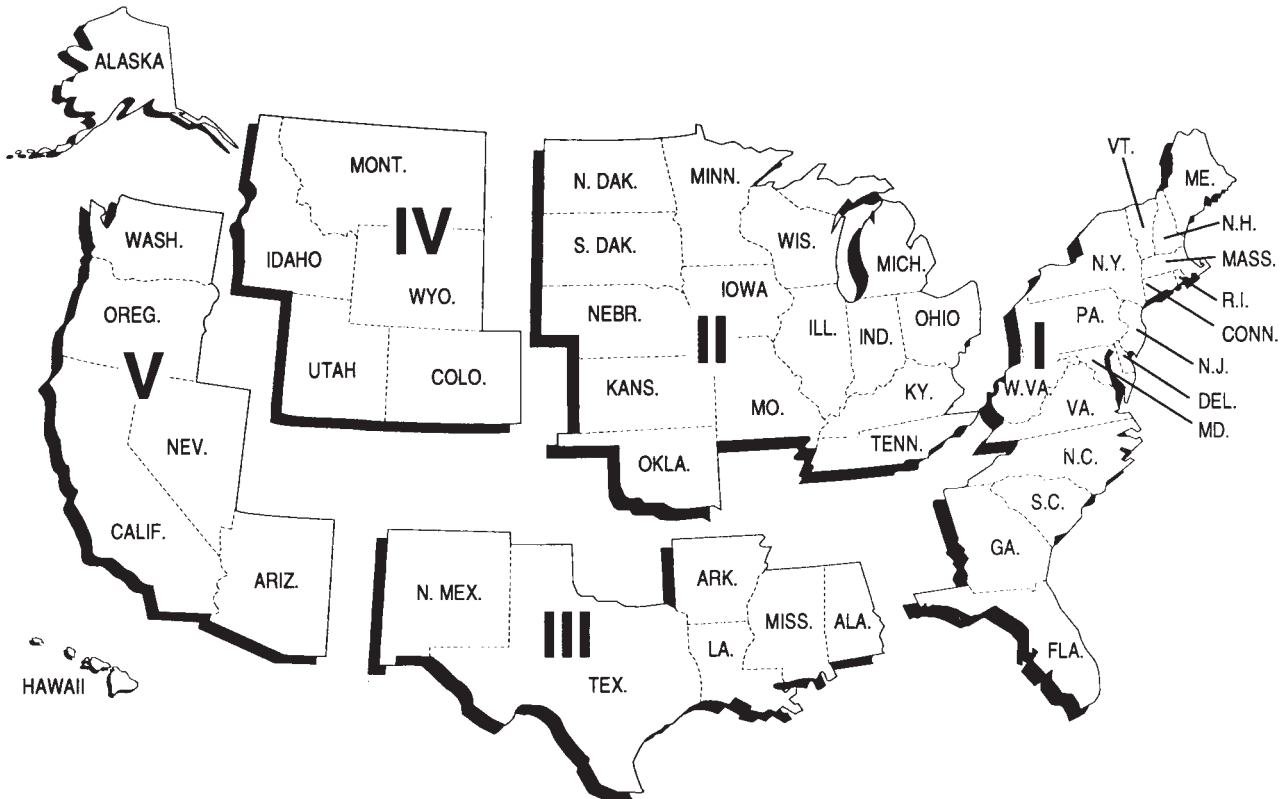 ALASKA
MONT.
IV
IDAHO
WYO.
UTAH
COLO.
WASH.
OREG.
V
NEV.
CALIF.
ARIZ.
HAWAII
N. DAK.
MINN.
S. DAK.
WIS.
MICH.
NEBR.
IOWA
II
ILL.
IND.
OHIO
KANS.
MO.
KY.
TENN.
OKLA.
N. MEX.
III
TEX.
ARK.
LA.
MISS.
ALA.
VT.
ME.
N.H.
MASS.
N.Y.
R.I.
CONN.
PA.
I
N.J.
W.VA.
DEL.
VA.
MD.
N.C.
S.C.
GA.
FLA.